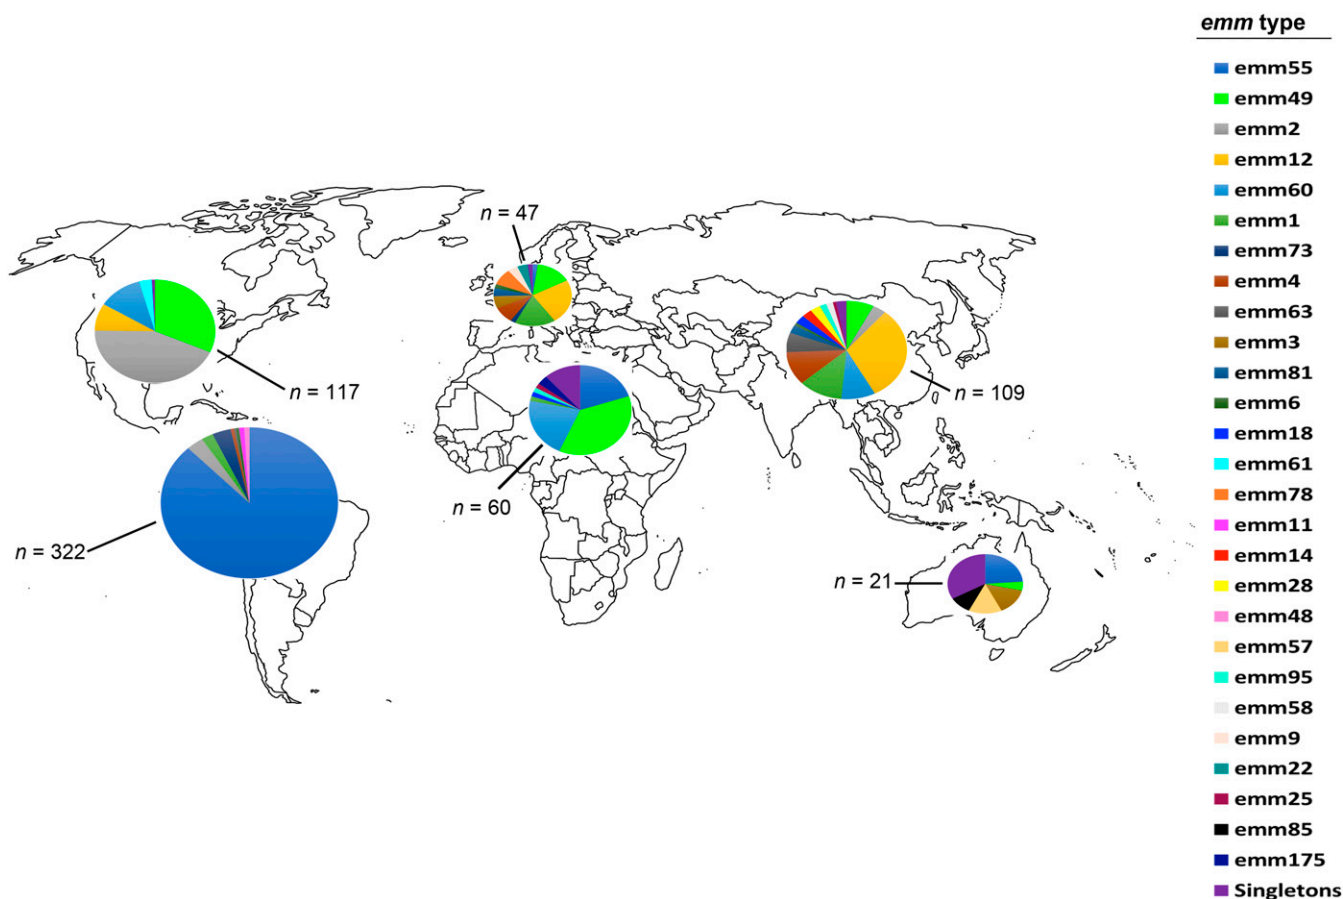 emm type
emm55
emm49
emm2
emm12
emm60
emm1
emm73
emm4
emm63
emm3
emm81
emm6
emm18
emm61
emm78
emm11
emm14
emm28
emm48
emm57
emm95
emm58
emm9
emm22
emm25
emm85
emm175
Singletons
n = 47
n = 117
n = 109
n = 60
n = 322
n = 21